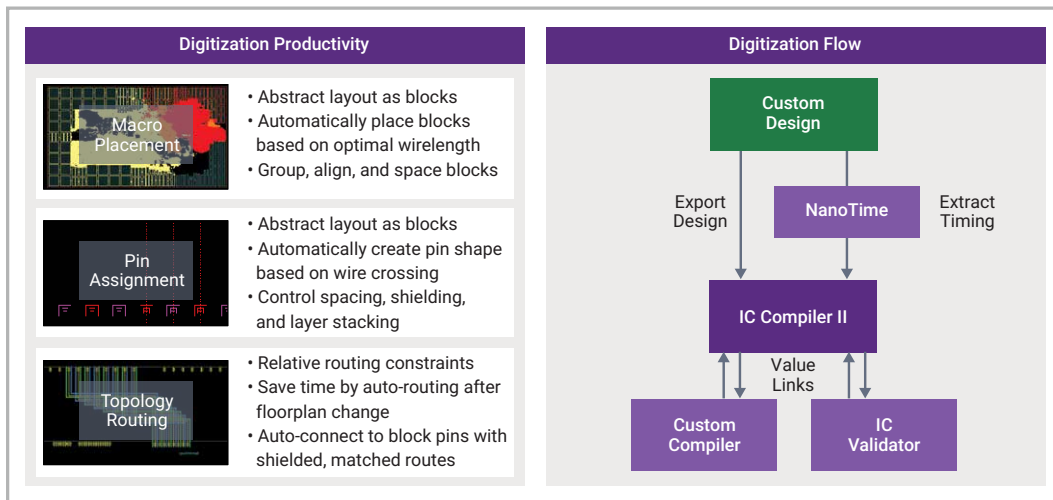 Digitization Productivity
Macro
Placement
• Abstract layout as blocks
• Automatically place blocks
based on optimal wirelength
• Group, align, and space blocks
Pin
Assignment
• Abstract layout as blocks
• Automatically create pin shape
based on wire crossing
• Control spacing, shielding,
and layer stacking
Topology
Routing
• Relative routing constraints
• Save time by auto-routing after
floorplan change
• Auto-connect to block pins with
shielded, matched routes
Digitization Flow
Custom
Design
Export
Design
NanoTime
Extract
Timing
IC Compiler II
Value
Links
Custom
Compiler
IC
Validator